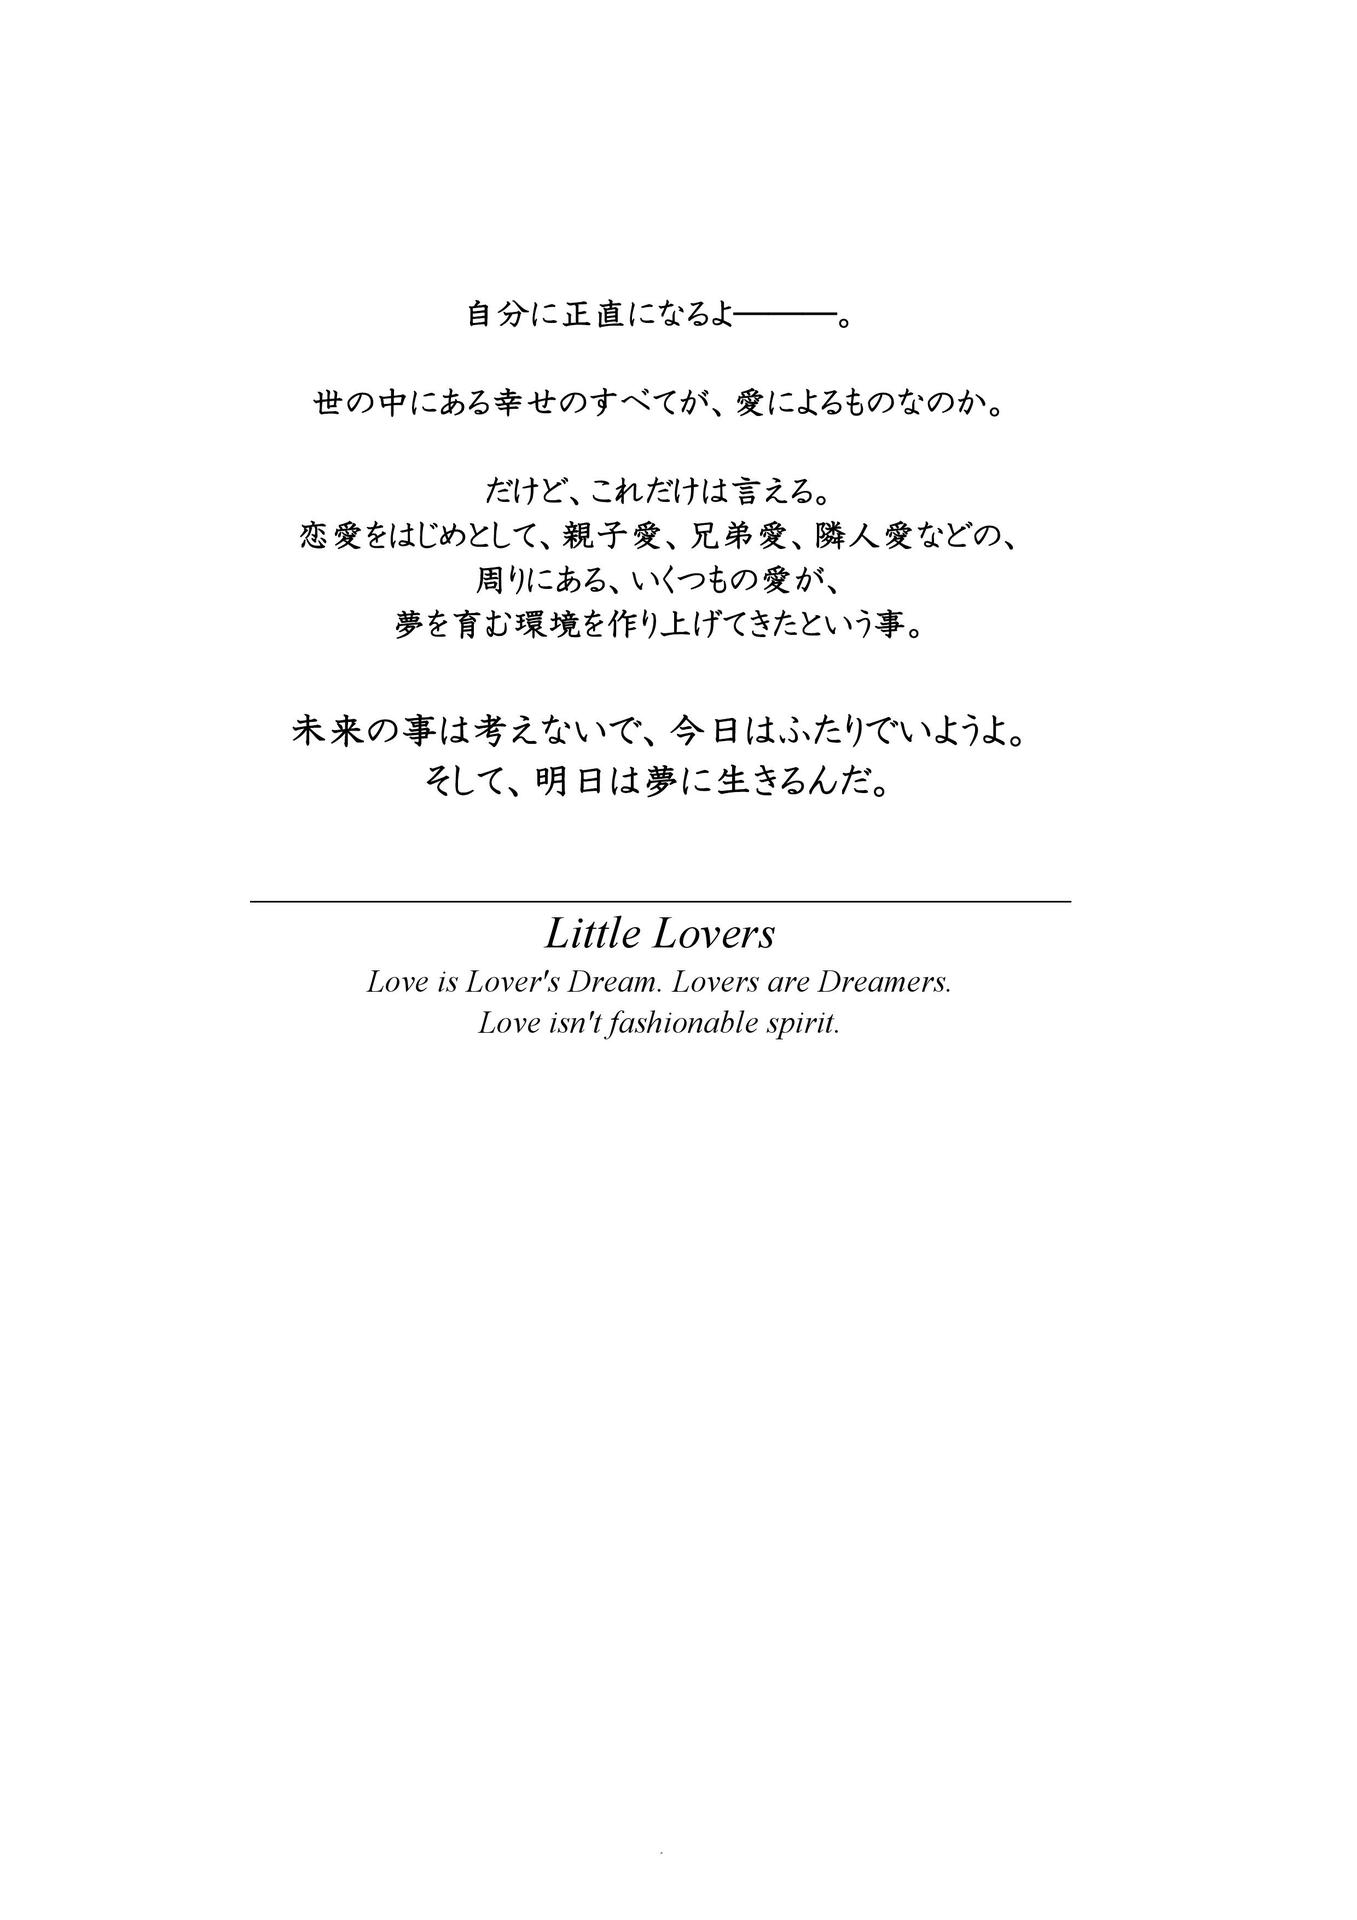 自分に正直になるよ―――。
世の中にある幸せのすべてが、愛によるものなのか。
だけど、これだけは言える。
恋愛をはじめとして、親子愛、兄弟愛、隣人愛などの、
周りにある、いくつもの愛が、
夢を育む環境を作り上げてきたという事。
未来の事は考えないで、今日はふたりでいようよ。
そして、明日は夢に生きるんだ。
Little Lovers
Love is Lover's Dream. Lovers are Dreamers.
Love isn't fashionable spirit.